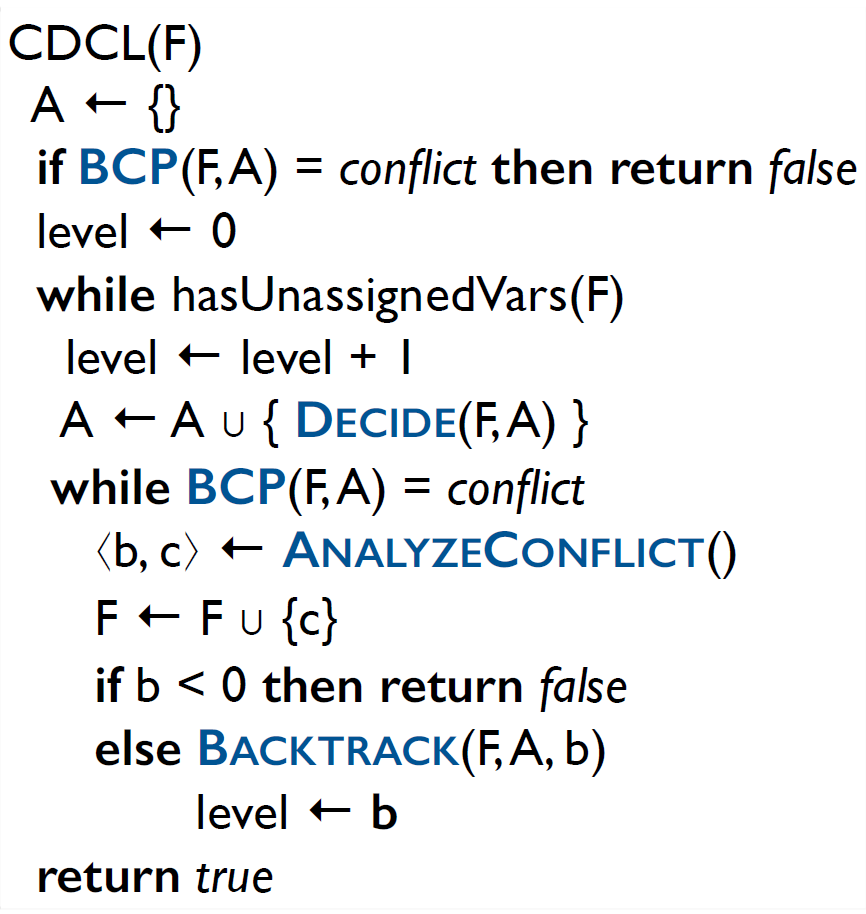 CDCL(F)
A ← {}
if BCP(F, A) = conflict then return false
level ← 0
while hasUnassignedVars(F)
level ← level + 1
A ← A ∪ { DECIDE(F, A) }
while BCP(F, A) = conflict
⟨b, c⟩ ← ANALYZECONFLICT()
F ← F ∪ {c}
if b < 0 then return false
else BACKTRACK(F, A, b)
level ← b
return true